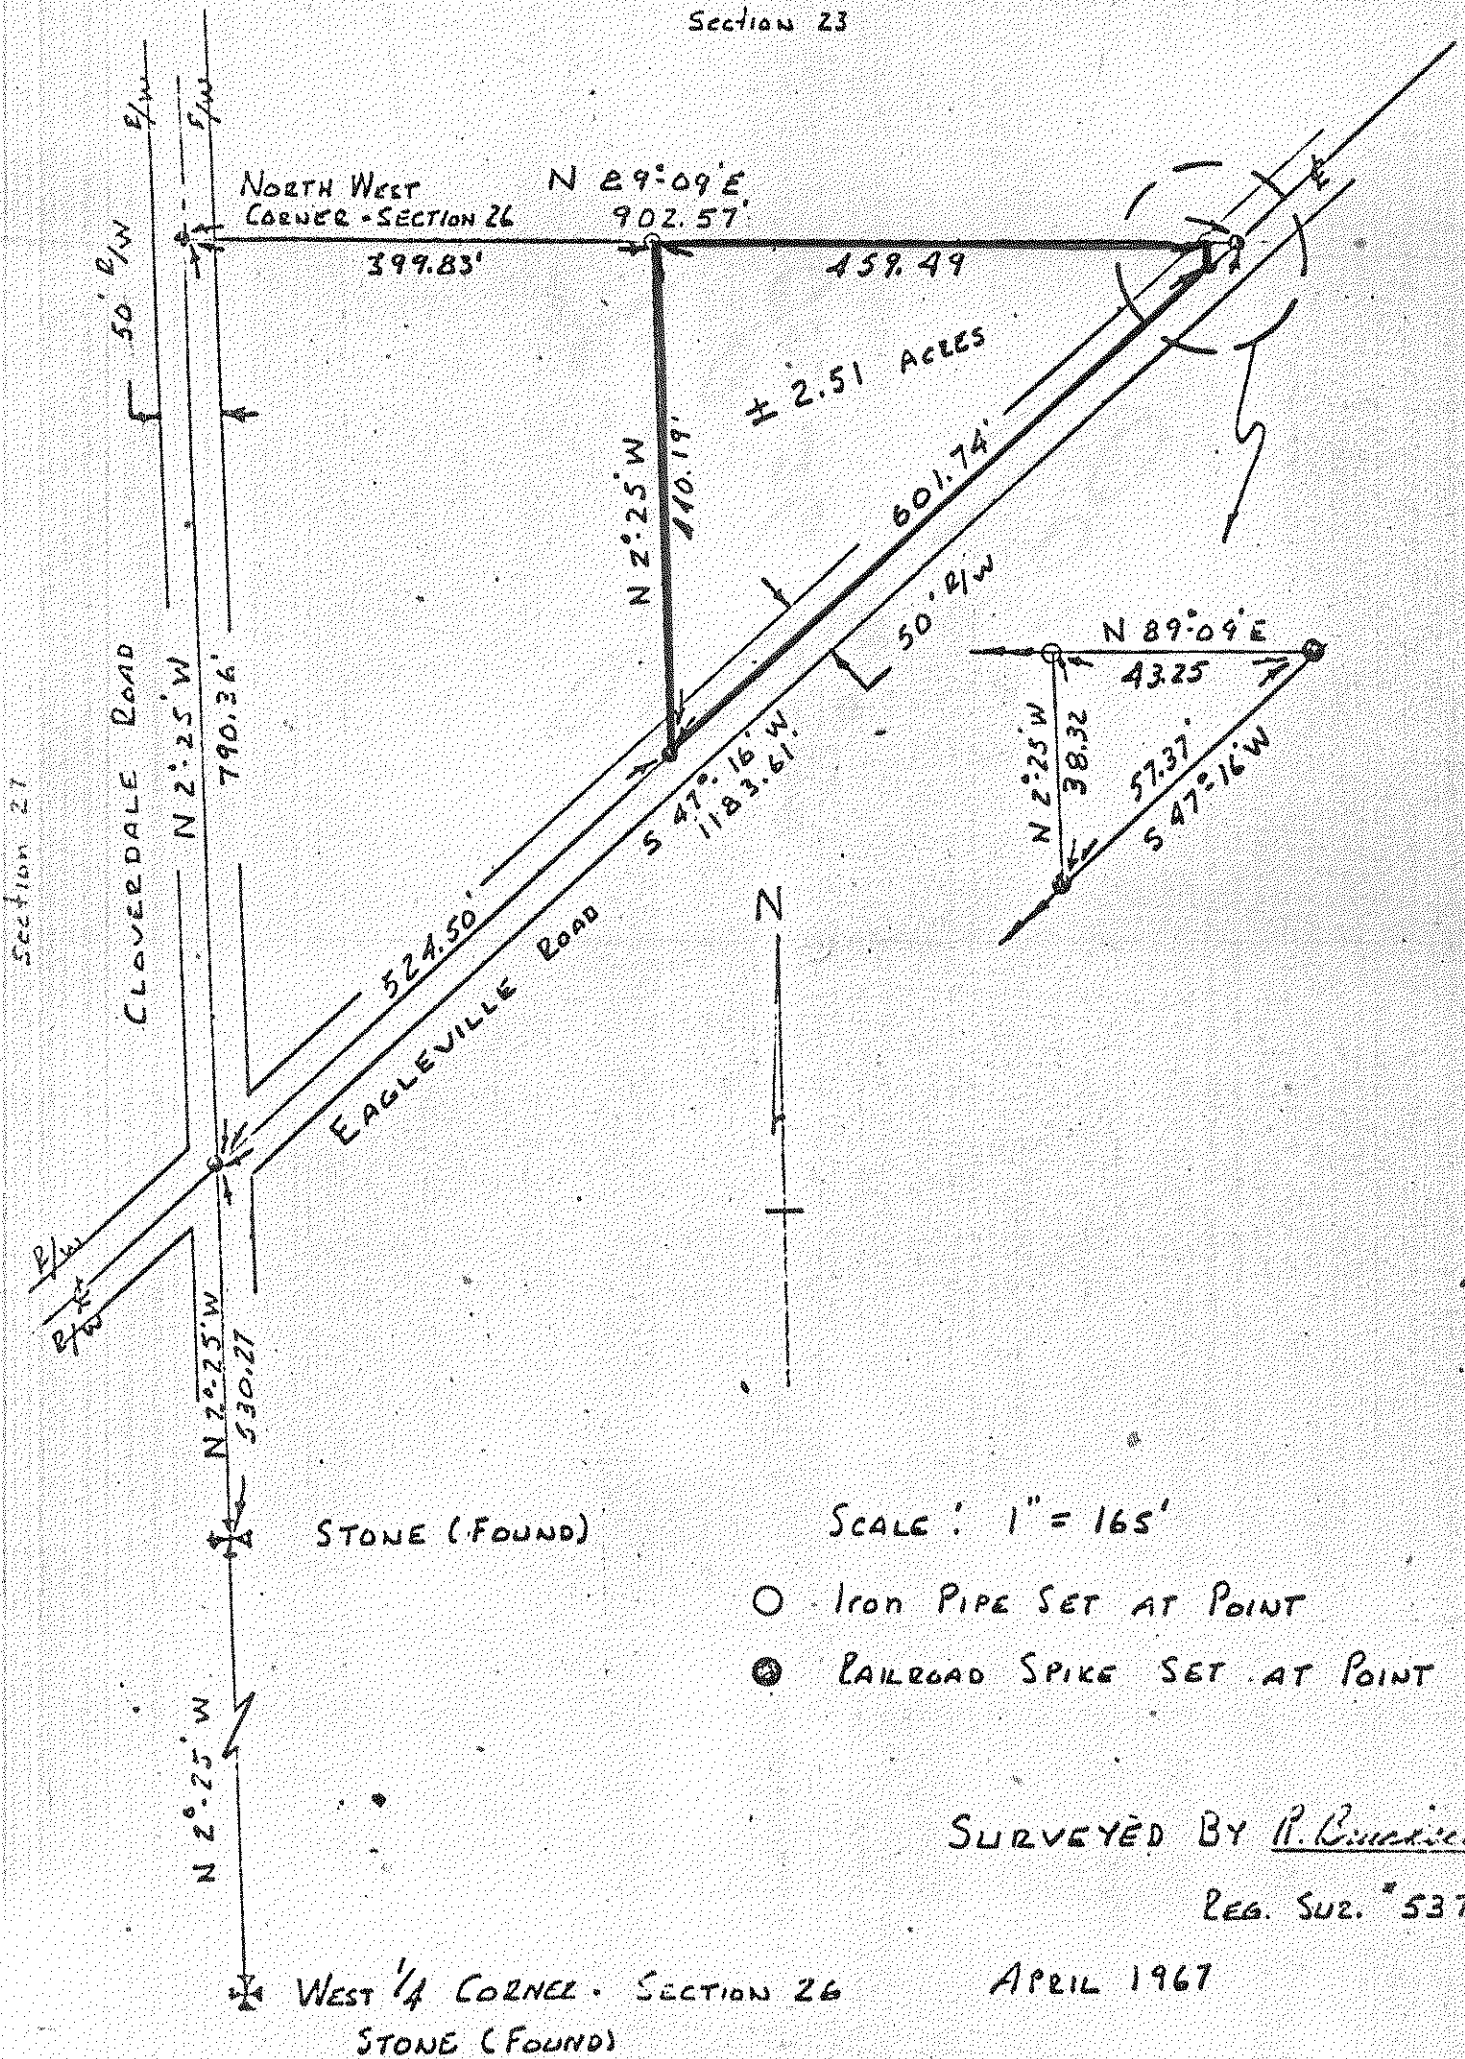 Section 23
R/W
R/W
NORTH WEST
CORNER - SECTION 26
N 89°-09'E
902.57'
399.83'
459.49
50' R/W
± 2.51 ACRES
N 2°-25' W
440.19'
601.74'
50' R/W
S 47°-16' W
1183.61'
N 89°-09'E
43.25
N 2°-25' W
38.32
57.37'
S 47°-16' W
Section 27
CLOVERDALE ROAD
N 2°-25' W
790.36'
524.50'
EAGLEVILLE ROAD
N
R/W
R/W
N 2°-25' W
530.27
STONE (FOUND)
SCALE: 1" = 165'
Iron PIPE SET AT POINT
RAILROAD SPIKE SET AT POINT
N 2°-25' W
SURVEYED BY R.
REG. SUR. #537
WEST 1/4 CORNER - SECTION 26
STONE (FOUND)
APRIL 1967